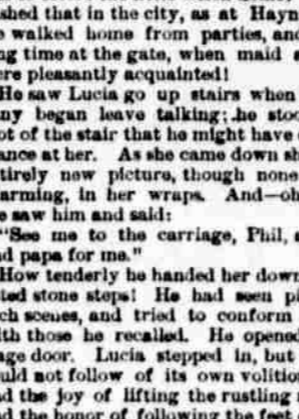 shed that in the city, as at Hayn
e walked home from parties, and
ng time at the gate, when maid a
ere pleasantly acquainted!
He saw Lucia go up stairs when
any began leave talking; he stoo
ot of the stair that he might have
ance at her. As she came down sh
tirely new picture, though none
arming, in her wraps. And—oh
e saw him and said:
"See me to the carriage, Phil, a
nd papa for me."
How tenderly he handed her down
ted stone steps! He had seen pi
ch scenes, and tried to conform
ith those he recalled. He opened
age door. Lucia stepped in, but
uld not follow of its own volition
nd the joy of lifting the rustling
nd the honor of following the